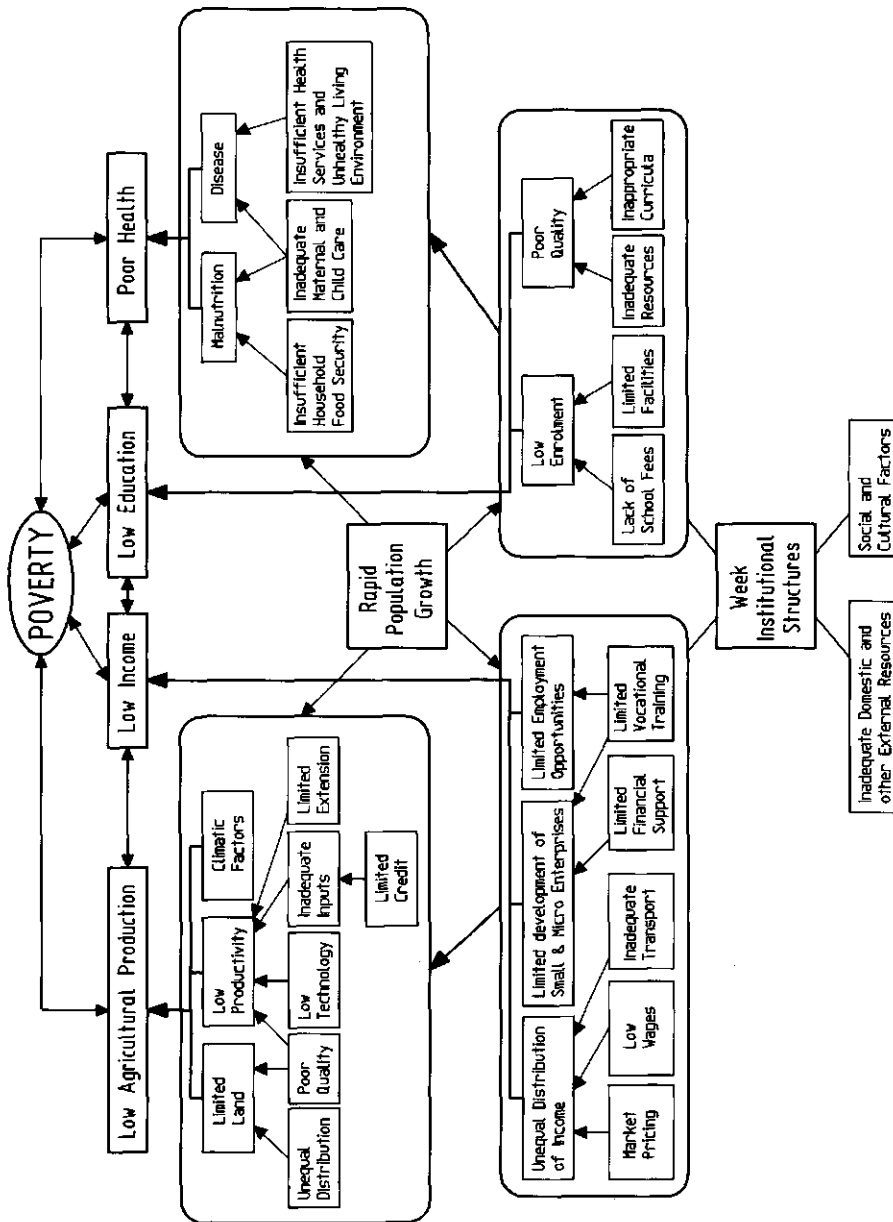 POVERTY
Low Agricultural Production
Low Income
Low Education
Poor Health
Limited
Land
Low
Productivity
Climatic
Factors
Unequal
Distribution
Poor
Quality
Low
Technology
Inadequate
Inputs
Limited
Extension
Limited
Credit
Malnutrition
Disease
Insufficient
Household
Food Security
Inadequate
Maternal and
Child Care
Insufficient Health
Services and
Unhealthy Living
Environment
Rapid
Population
Growth
Unequal Distribution
of Income
Limited development of
Small & Micro Enterprises
Limited Employment
Opportunities
Market
Pricing
Low
Wages
Inadequate
Transport
Limited
Financial
Support
Limited
Vocational
Training
Low
Enrolment
Poor
Quality
Lack of
School Fees
Limited
Facilities
Inadequate
Resources
Inappropriate
Curricula
Week
Institutional
Structures
Inadequate Domestic and
other External Resources
Social and
Cultural Factors